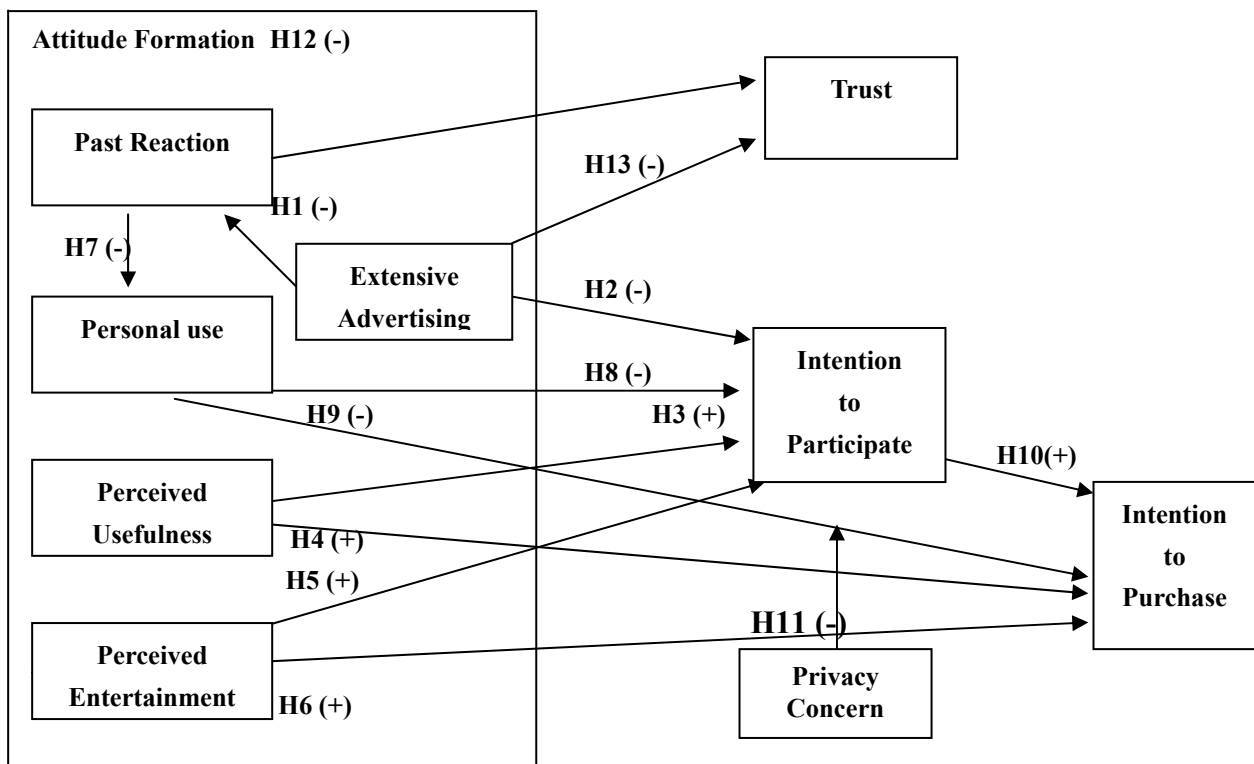 Attitude Formation H12 (-)
Trust
Past Reaction
H13 (-)
H1 (-)
H7 (-)
Extensive
Advertising
H2 (-)
Personal use
Intention
to
Participate
H8 (-)
H3 (+)
H9 (-)
H10(+)
Perceived
Usefulness
Intention
to
Purchase
H4 (+)
H5 (+)
H11 (-)
Perceived
Entertainment
H6 (+)
Privacy
Concern